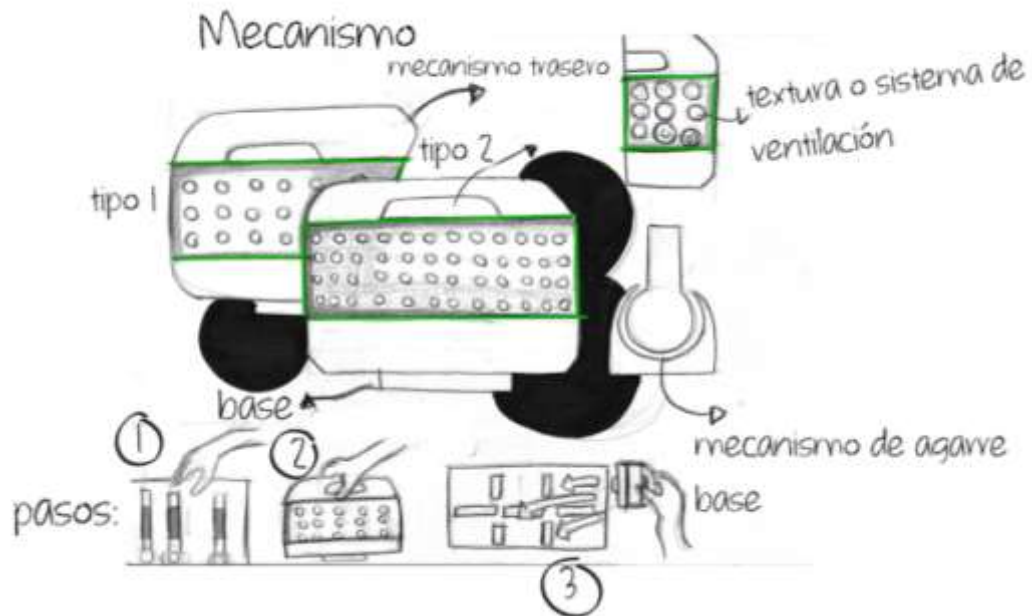 Mecanismo
mecanismo trasero
textura o sistema de
ventilación
tipo 2
tipo 1
base
mecanismo de agarre
base
pasos:
1
2
3